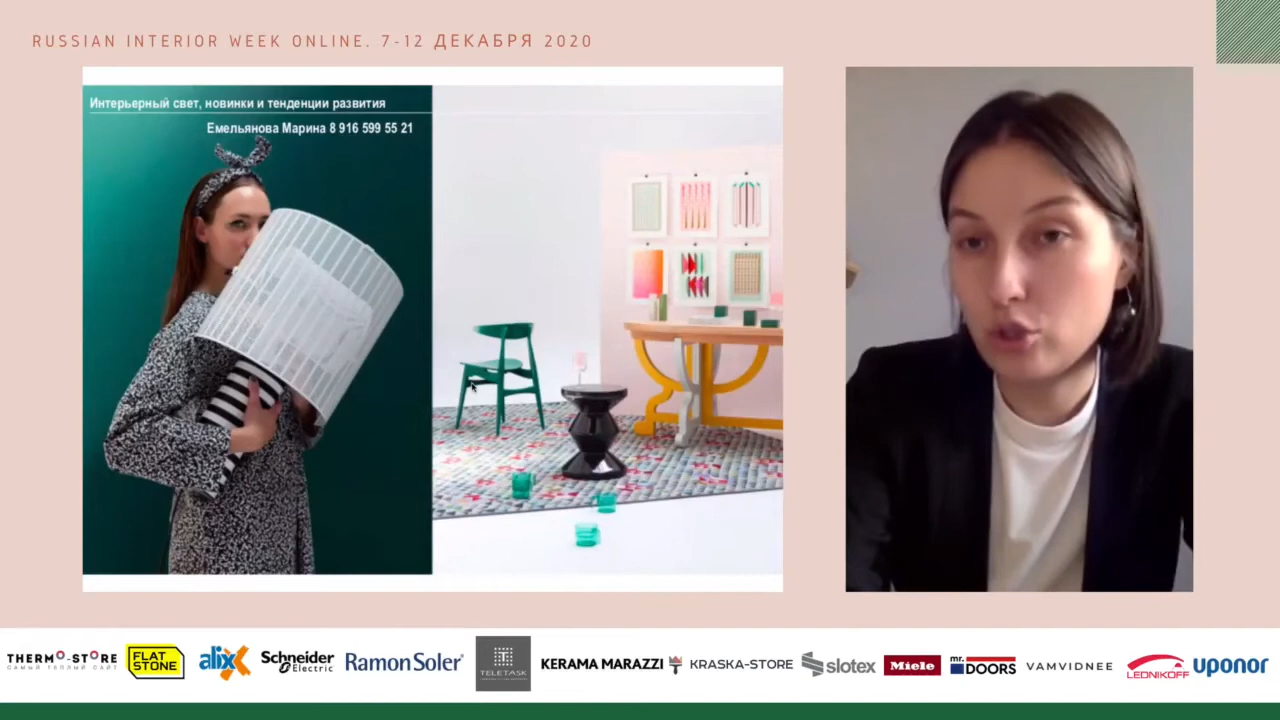 RUSSIAN INTERIOR WEEK ONLINE. 7-12 ДЕКАБРЯ 2020
Интерьерный свет, новинки и тенденции развития
Емельянова Марина 8 916 599 55 21
THERMO-STORE
САМЫЙ ТЕПЛЫЙ САЙТ
FLAT
STONE
alix
Schneider
Electric
RamonSoler®
TELETASK
KERAMA MARAZZI
KRASKA-STORE
slotex
Miele
mr.
DOORS
VAMVIDNEE
LEDNIKOFF
uponor